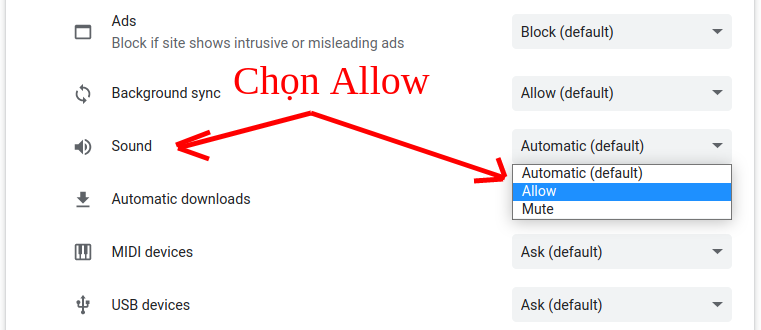 Ads
Block if site shows intrusive or misleading ads
Block (default)
Background sync
Chọn Allow
Allow (default)
Sound
Automatic (default)
Automatic (default)
Allow
Mute
Automatic downloads
MIDI devices
Ask (default)
USB devices
Ask (default)